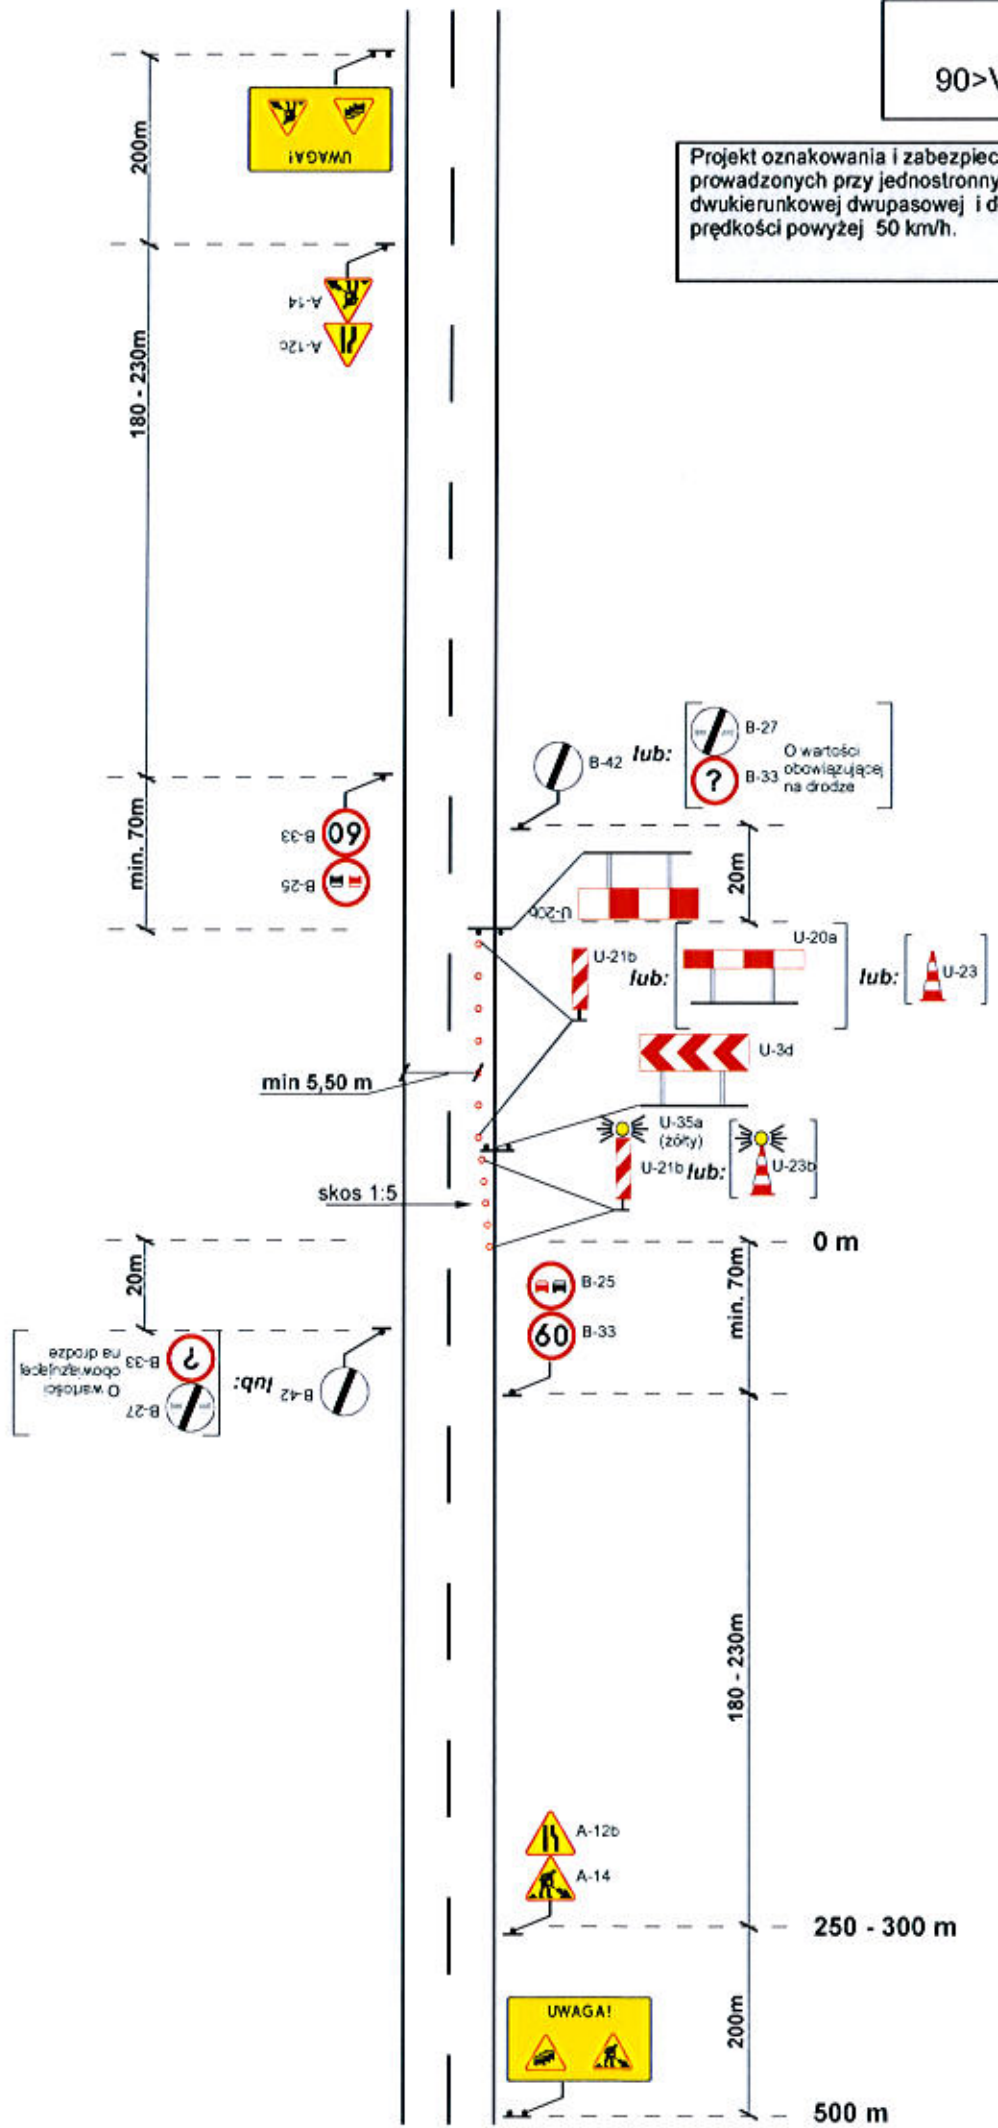 90>V
Projekt oznakowania i zabezpiec
prowadzonych przy jednostronny
dwukierunkowej dwupasowej i d
prędkości powyżej 50 km/h.
UWAGA!
200m
A-14
A-12c
180 - 230m
B-33
60
B-25
min. 70m
B-42
lub:
B-27
B-33
?
O wartości
obowiązującej
na drodze
20m
U-20b
U-21b
lub:
U-20a
lub:
U-23
U-3d
min 5,50 m
U-35a
(żółty)
U-21b
lub:
U-23b
skos 1:5
0 m
20m
B-25
60
B-33
min. 70m
B-42
lub:
B-33
?
B-27
O wartości
obowiązującej
na drodze
180 - 230m
A-12b
A-14
250 - 300 m
UWAGA!
200m
500 m